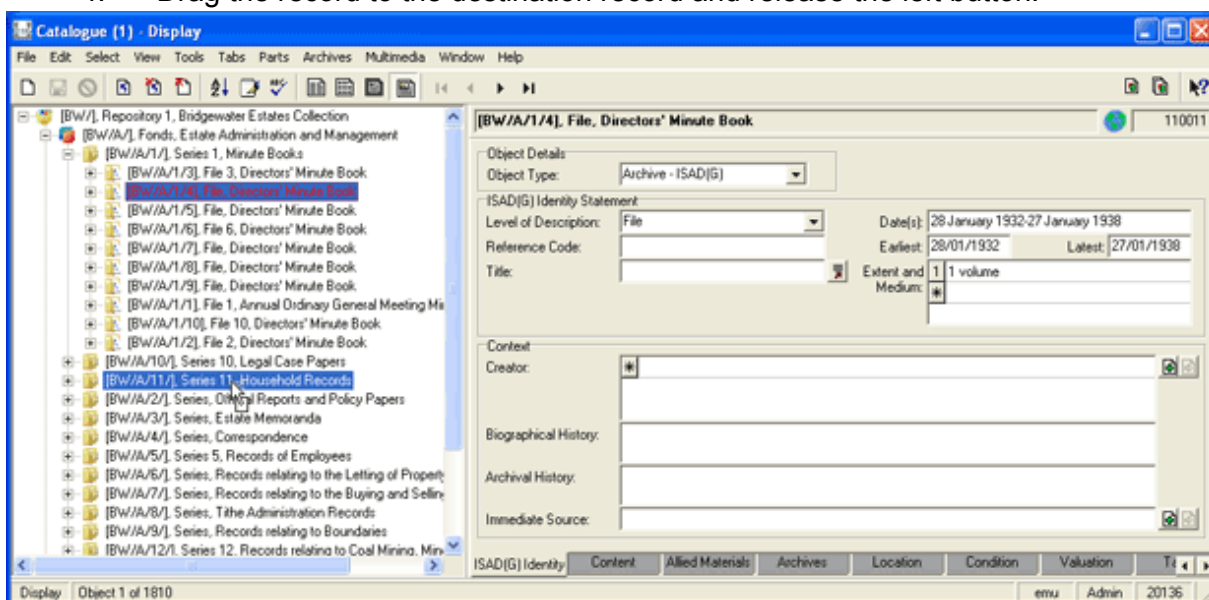 Drag the record to the destination record and release the left button.
Catalogue (1) - Display
File Edit Select View Tools Tabs Parts Archives Multimedia Window Help
[BW/], Repository 1, Bridgewater Estates Collection
[BW//A/], Fonds, Estate Administration and Management
[BW//A/1/], Series 1, Minute Books
[BW//A/1/3], File 3, Directors' Minute Book
[BW//A/1/4], File, Directors' Minute Book
[BW//A/1/5], File, Directors' Minute Book
[BW//A/1/6], File 6, Directors' Minute Book
[BW//A/1/7], File, Directors' Minute Book
[BW//A/1/8], File, Directors' Minute Book
[BW//A/1/9], File, Directors' Minute Book
[BW//A/1/1], File 1, Annual Ordinary General Meeting Mi
[BW//A/1/10], File 10, Directors' Minute Book
[BW//A/1/2], File 2, Directors' Minute Book
[BW//A/10/], Series 10, Legal Case Papers
[BW//A/11/], Series 11, Household Records
[BW//A/2/], Series, Official Reports and Policy Papers
[BW//A/3/], Series, Estate Memoranda
[BW//A/4/], Series, Correspondence
[BW//A/5/], Series 5, Records of Employees
[BW//A/6/], Series, Records relating to the Letting of Property
[BW//A/7/], Series, Records relating to the Buying and Selling
[BW//A/8/], Series, Tithe Administration Records
[BW//A/9/], Series, Records relating to Boundaries
[BW//A/12/], Series 12, Records relating to Coal Mining, Min
[BW/A/1/4], File, Directors' Minute Book 110011
Object Details
Object Type: Archive - ISAD(G)
ISAD(G) Identity Statement
Level of Description: File Date(s): 28 January 1932-27 January 1938
Reference Code: Earliest: 28/01/1932 Latest: 27/01/1938
Title: Extent and Medium: 1 1 volume
Context
Creator:
Biographical History:
Archival History:
Immediate Source:
ISAD(G) Identity Content Allied Materials Archives Location Condition Valuation
Display Object 1 of 1810 emu Admin 20136